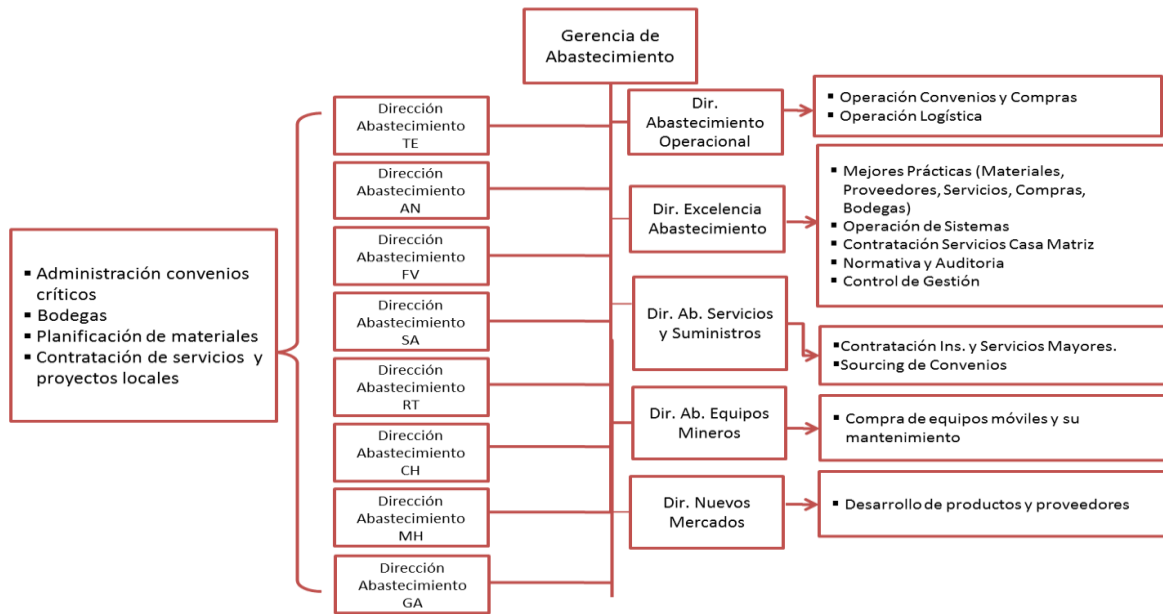 Gerencia de
Abastecimiento
▪ Administración convenios
críticos
▪ Bodegas
▪ Planificación de materiales
▪ Contratación de servicios y
proyectos locales
Dirección
Abastecimiento
TE
Dirección
Abastecimiento
AN
Dirección
Abastecimiento
FV
Dirección
Abastecimiento
SA
Dirección
Abastecimiento
RT
Dirección
Abastecimiento
CH
Dirección
Abastecimiento
MH
Dirección
Abastecimiento
GA
Dir.
Abastecimiento
Operacional
▪ Operación Convenios y Compras
▪ Operación Logística
Dir. Excelencia
Abastecimiento
▪ Mejores Prácticas (Materiales,
Proveedores, Servicios, Compras,
Bodegas)
▪ Operación de Sistemas
▪ Contratación Servicios Casa Matriz
▪ Normativa y Auditoria
▪ Control de Gestión
Dir. Ab. Servicios
y Suministros
▪Contratación Ins. y Servicios Mayores.
▪Sourcing de Convenios
Dir. Ab. Equipos
Mineros
▪ Compra de equipos móviles y su
mantenimiento
Dir. Nuevos
Mercados
▪ Desarrollo de productos y proveedores